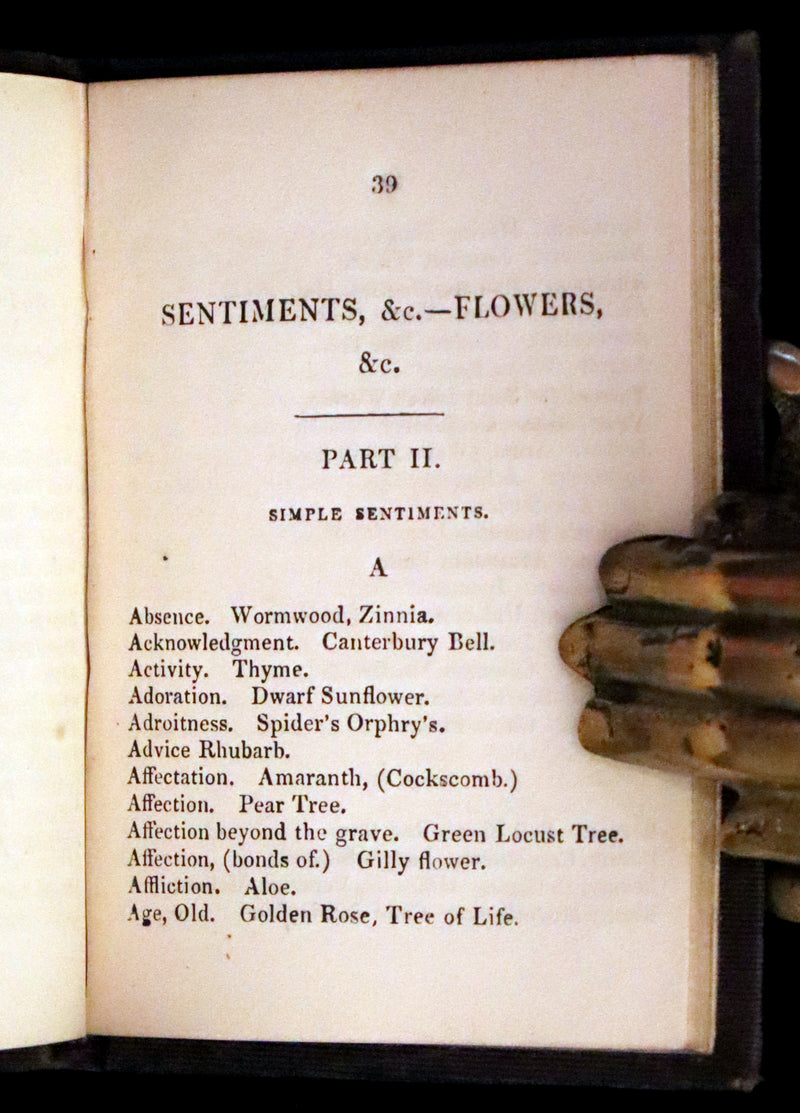 39
SENTIMENTS, &c.—FLOWERS,
&c.
PART II.
SIMPLE SENTIMENTS.
A
Absence. Wormwood, Zinnia.
Acknowledgment. Canterbury Bell.
Activity. Thyme.
Adoration. Dwarf Sunflower.
Adroitness. Spider's Orphry's.
Advice Rhubarb.
Affectation. Amaranth, (Cockscomb.)
Affection. Pear Tree.
Affection beyond the grave. Green Locust Tree.
Affection, (bonds of.) Gilly flower.
Affliction. Aloe.
Age, Old. Golden Rose, Tree of Life.